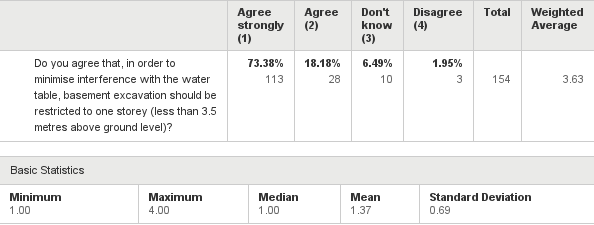 Agree strongly (1) Agree (2) Don't know (3) Disagree (4) Total Weighted Average
Do you agree that, in order to
minimise interference with the water
table, basement excavation should be
restricted to one storey (less than 3.5
metres above ground level)?
73.38% 18.18% 6.49% 1.95%
113 28 10 3 154 3.63
Basic Statistics
Minimum Maximum Median Mean Standard Deviation
1.00 4.00 1.00 1.37 0.69